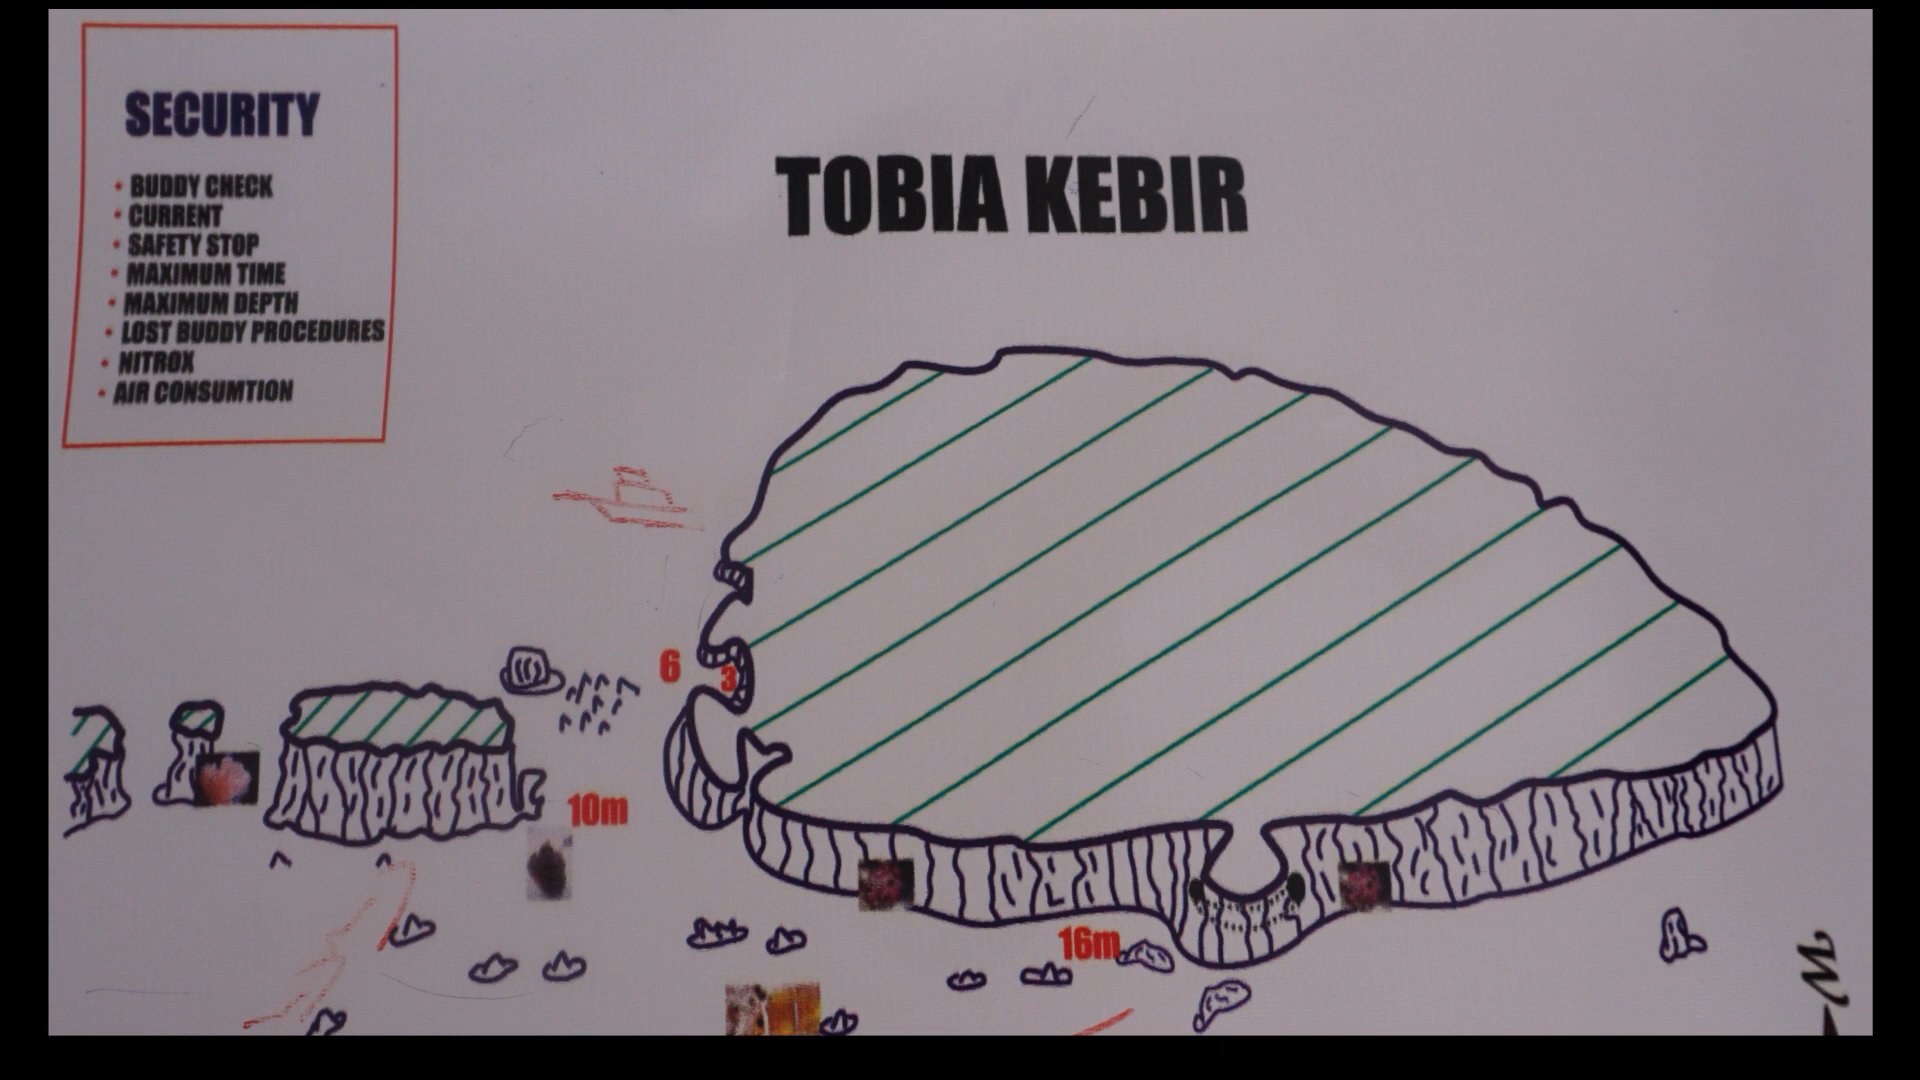 SECURITY
• BUDDY CHECK
• CURRENT
• SAFETY STOP
• MAXIMUM TIME
• MAXIMUM DEPTH
• LOST BUDDY PROCEDURES
• NITROX
• AIR CONSUMTION
TOBIA KEBIR
6
3
10m
16m
W